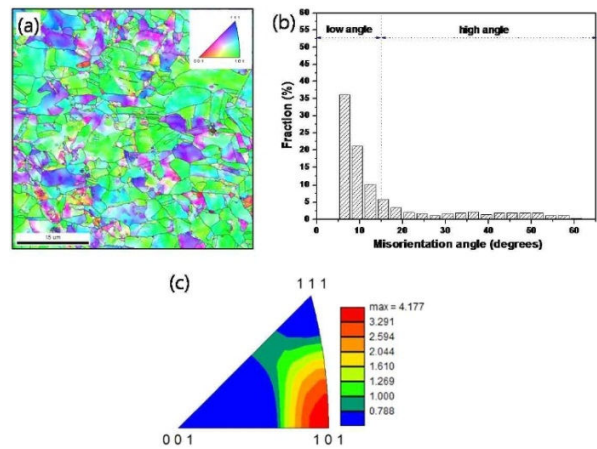 (a)
1 1 1
0 0 1
1 0 1
(b)
60
55
50
45
40
35
30
25
20
15
10
5
0
Fraction (%)
low angle
high angle
0
10
20
30
40
50
60
Misorientation angle (degrees)
(c)
1 1 1
0 0 1
1 0 1
max = 4.177
3.291
2.594
2.044
1.610
1.269
1.000
0.788